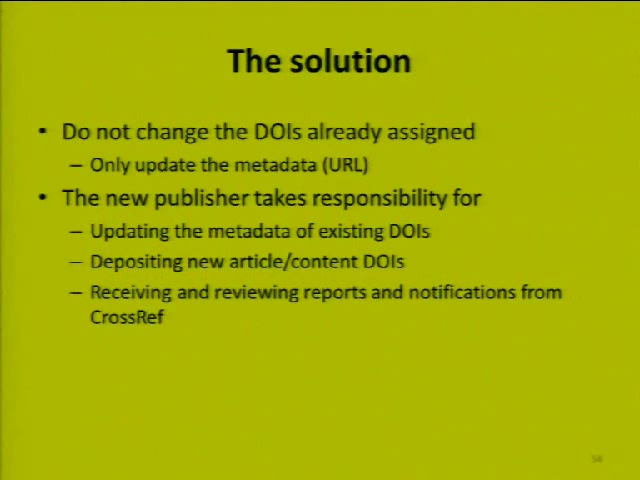 The solution
• Do not change the DOIs already assigned
– Only update the metadata (URL)
• The new publisher takes responsibility for
– Updating the metadata of existing DOIs
– Depositing new article/content DOIs
– Receiving and reviewing reports and notifications from
CrossRef